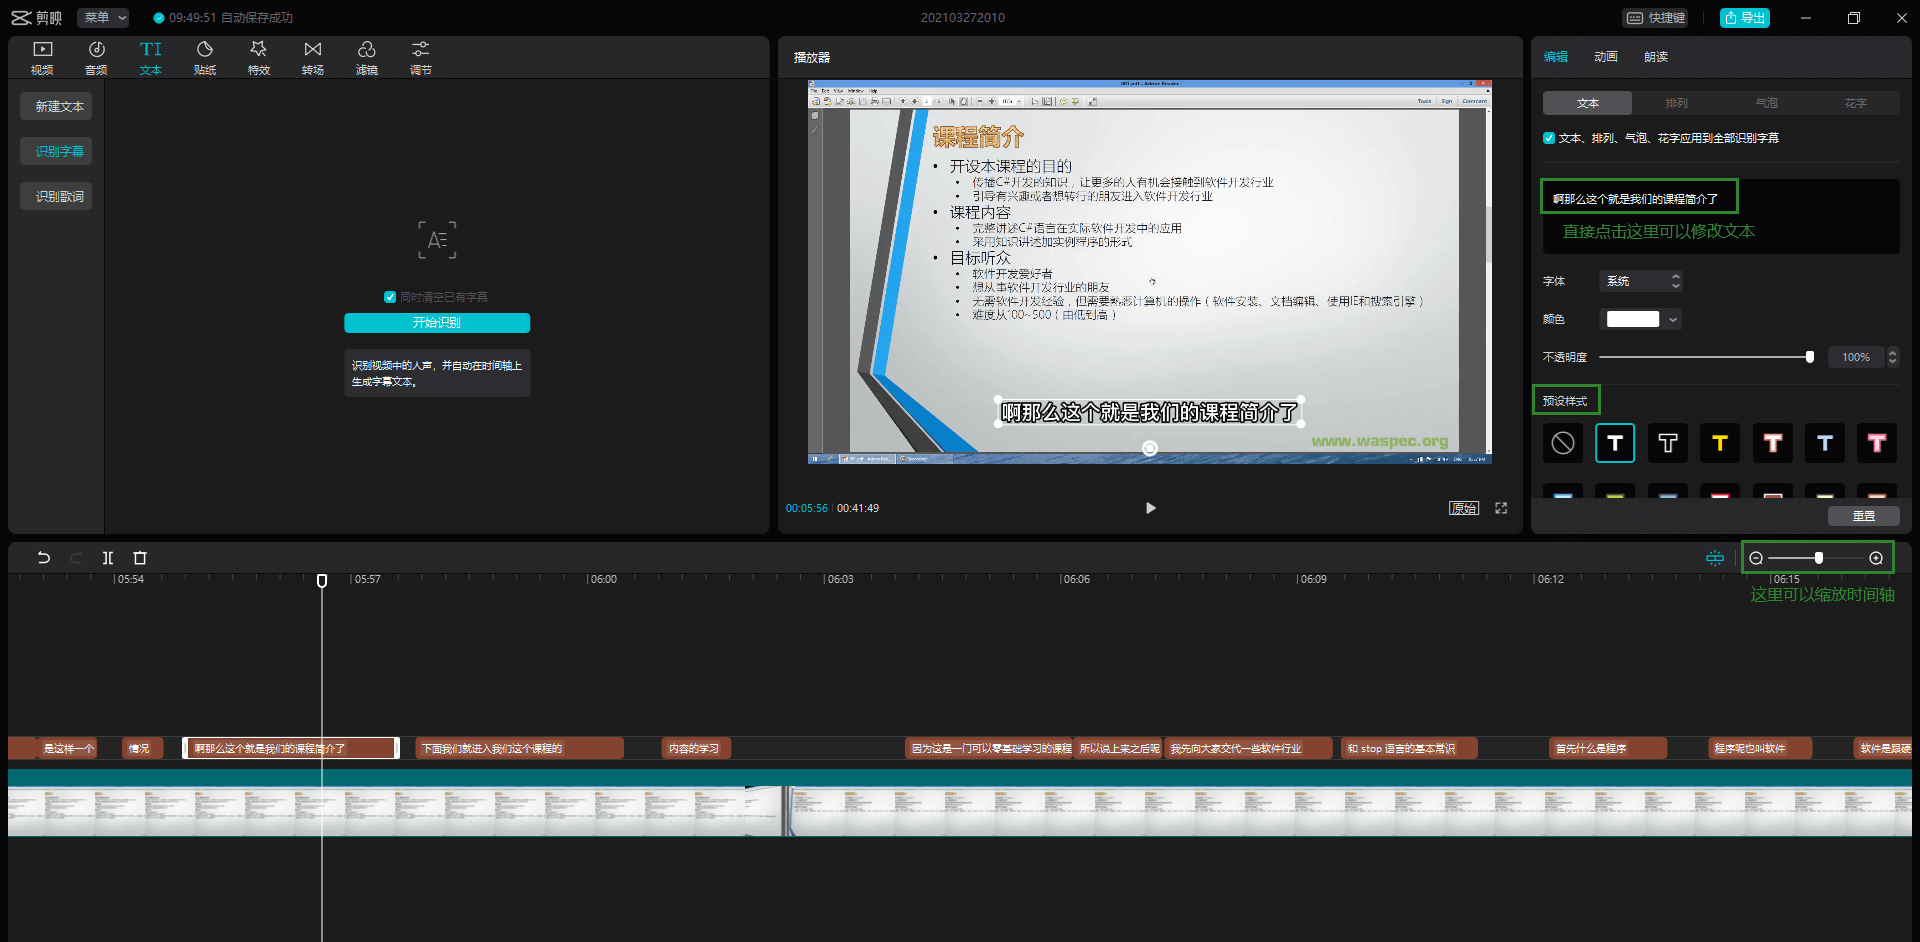 剪映 菜单 09:49:51 自动保存成功 202103272010 快捷键 导出
视频 音频 文本 贴纸 特效 转场 滤镜 调节
新建文本
识别字幕
识别歌词
同时清空已有字幕
开始识别
识别视频中的人声，并自动在时间轴上
生成字幕文本。
播放器
File Edit View Window Help
Tools Sign Comment
课程简介
• 开设本课程的目的
• 传播C#开发的知识，让更多的人有机会接触到软件开发行业
• 引导有兴趣或者想转行的朋友进入软件开发行业
• 课程内容
• 完整讲述C#语言在实际软件开发中的应用
• 采用知识讲述加实例程序的形式
• 目标听众
• 软件开发爱好者
• 想从事软件开发行业的朋友
• 无需软件开发经验，但需要熟悉计算机的操作（软件安装、文档编辑、使用IE和搜索引擎）
• 难度从100~500（由低到高）
啊那么这个就是我们的课程简介了
www.waspec.org
00:05:56 00:41:49 原始
编辑 动画 朗读
文本 排列 气泡 花字
文本、排列、气泡、花字应用到全部识别字幕
啊那么这个就是我们的课程简介了
直接点击这里可以修改文本
字体 系统
颜色
不透明度 100%
预设样式
T T T T T T
重置
05:54 05:57 06:00 06:03 06:06 06:09 06:12 06:15
这里可以缩放时间轴
是这样一个 情况 啊那么这个就是我们的课程简介了 下面我们就进入我们这个课程的 内容的学习 因为这是一门可以零基础学习的课程 所以说上来之后呢 我先向大家交代一些软件行业 和 stop 语言的基本常识 首先什么是程序 程序呢也叫软件 软件是跟硬